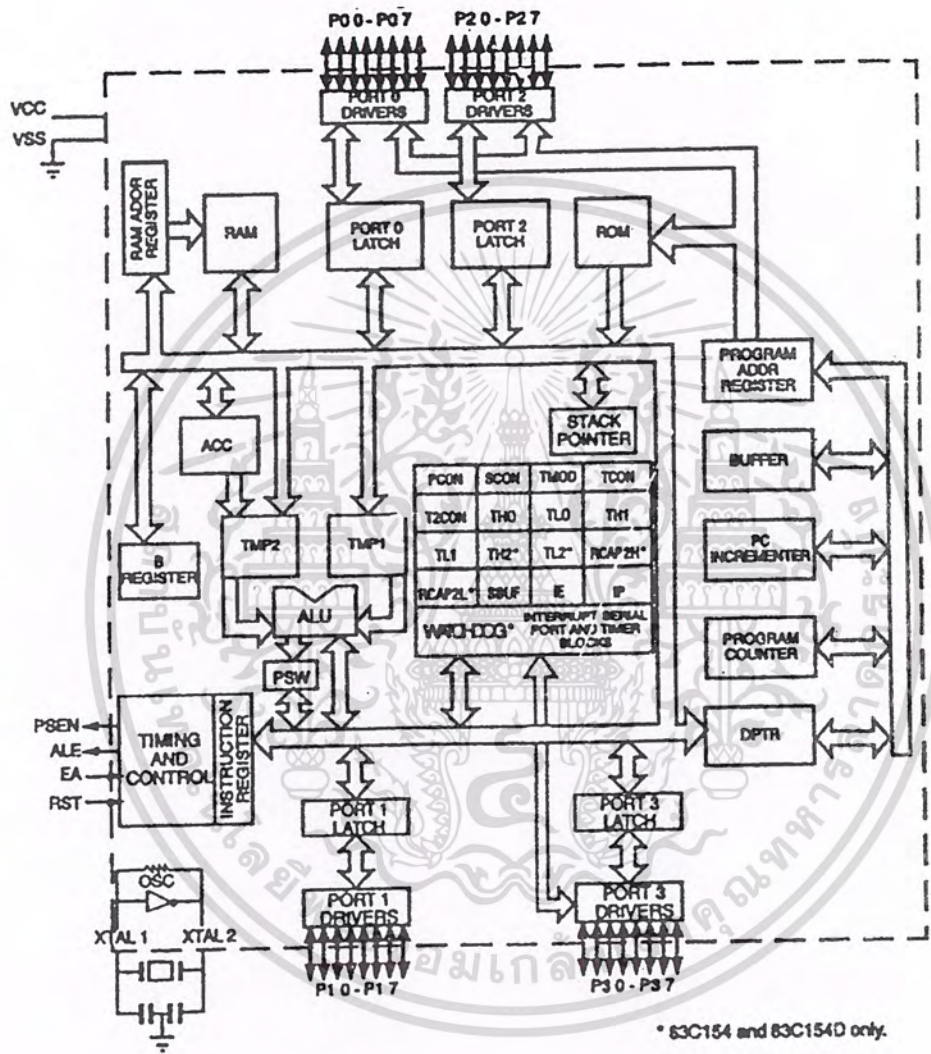 P00-P07 P20-P27
PORT 0 DRIVERS
PORT 2 DRIVERS
VCC
VSS
RAM ADDR REGISTER
RAM
PORT 0 LATCH
PORT 2 LATCH
ROM
PROGRAM ADDR REGISTER
STACK POINTER
ACC
BUFFER
PCON SCON TMOD TCON
T2CON TH0 TL0 TH1
TL1 TH2* TL2* RCAP2H*
RCAP2L* SBUF IE IP
WATCHDOG* INTERRUPT SERIAL PORT AND TIMER BLOCKS
TMP2
TMP1
B REGISTER
ALU
PSW
PC INCREMENTER
PROGRAM COUNTER
DPTR
PSEN
ALE
EA
RST
TIMING AND CONTROL
INSTRUCTION REGISTER
PORT 1 LATCH
PORT 3 LATCH
OSC
XTAL 1 XTAL 2
PORT 1 DRIVERS
PORT 3 DRIVERS
P10-P17
P30-P37
* 83C154 and 83C154D only.